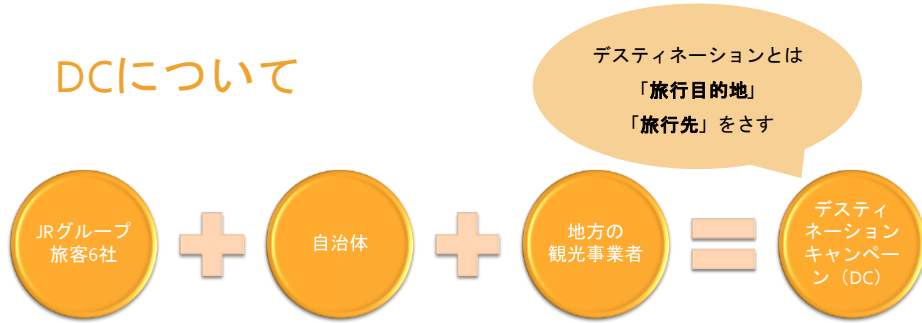 DCについて
デスティネーションとは
「旅行目的地」
「旅行先」をさす
JRグループ
旅客6社
自治体
地方の
観光事業者
デスティ
ネーション
キャンペー
ン（DC）